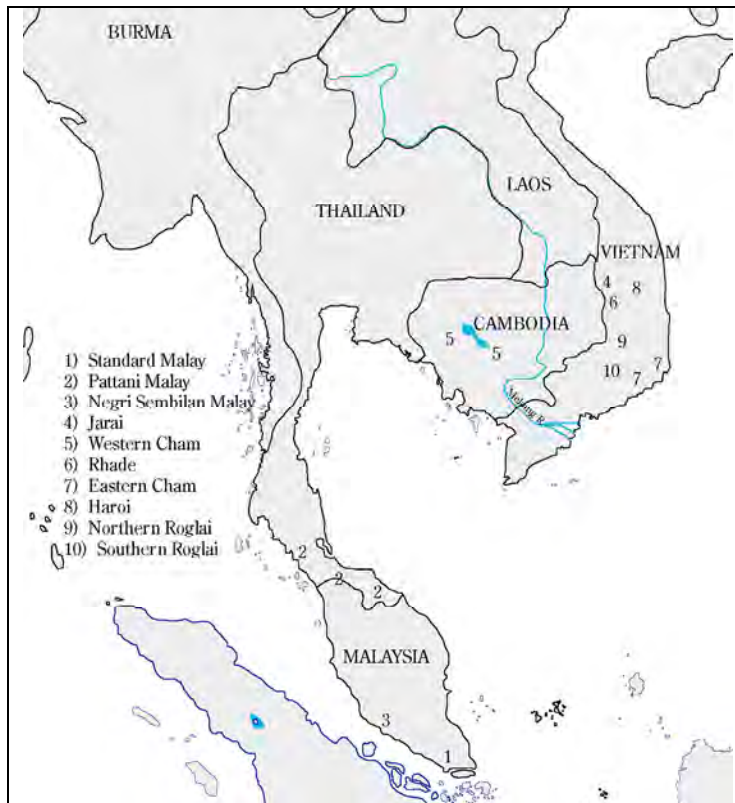 BURMA
LAOS
THAILAND
VIETNAM
4
8
6
CAMBODIA
5
5
9
10
7
7
Mekong R.
1) Standard Malay
2) Pattani Malay
3) Negri Sembilan Malay
4) Jarai
5) Western Cham
6) Rhade
7) Eastern Cham
8) Haroi
9) Northern Roglai
10) Southern Roglai
2
2
2
MALAYSIA
3
1